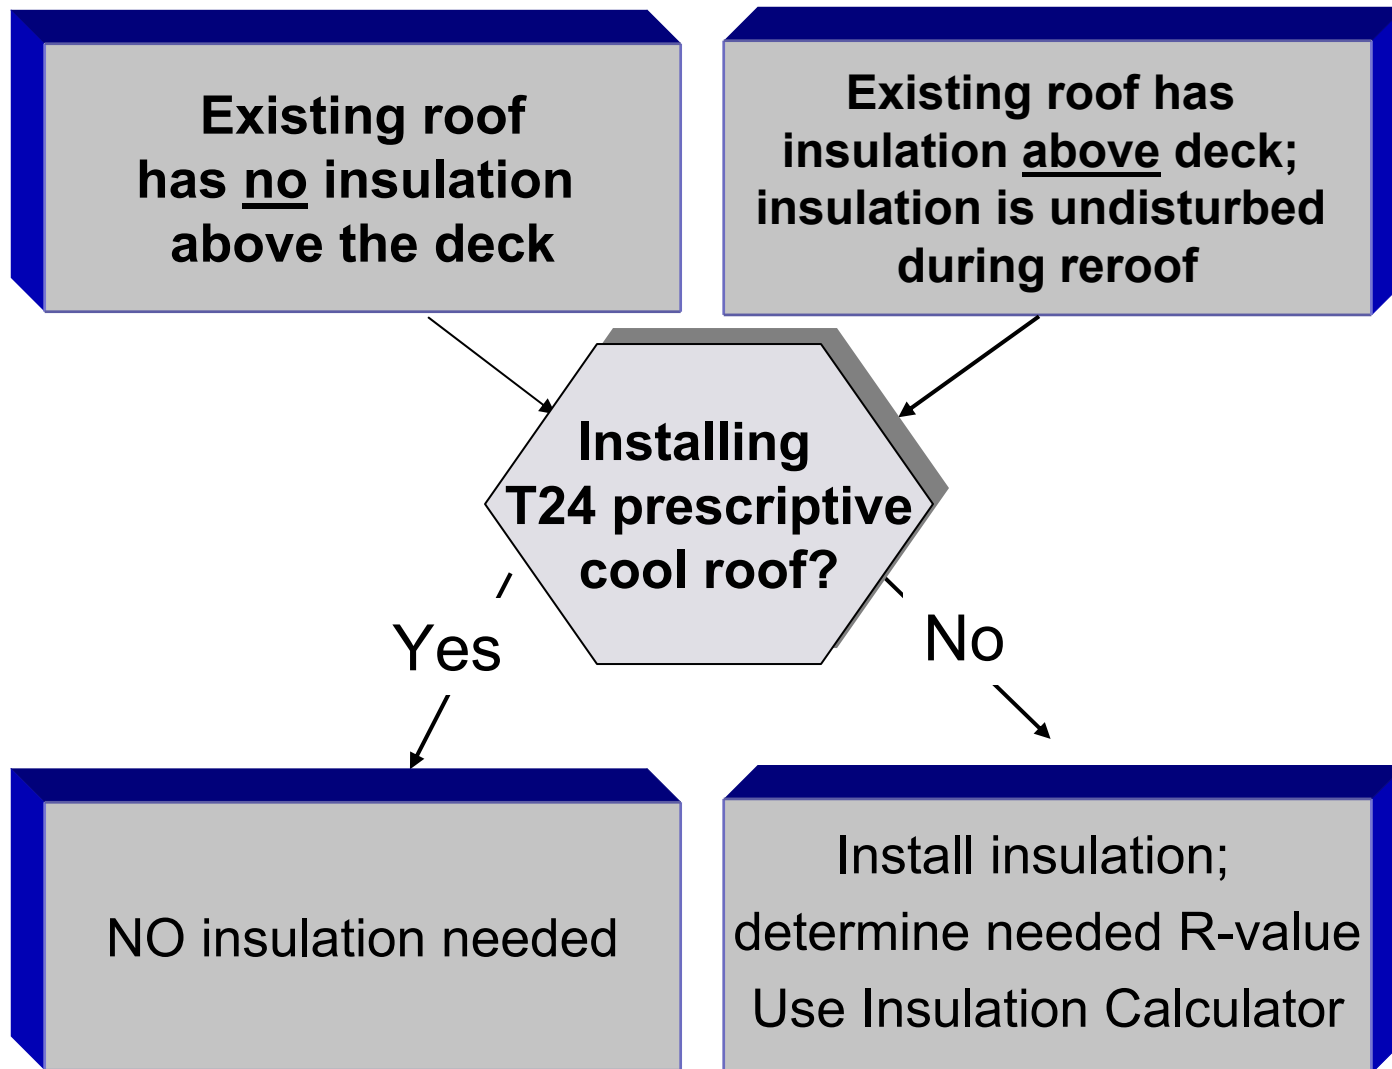 Existing roof
has no insulation
above the deck
Existing roof has
insulation above deck;
insulation is undisturbed
during reroof
Installing
T24 prescriptive
cool roof?
Yes
No
NO insulation needed
Install insulation;
determine needed R-value
Use Insulation Calculator